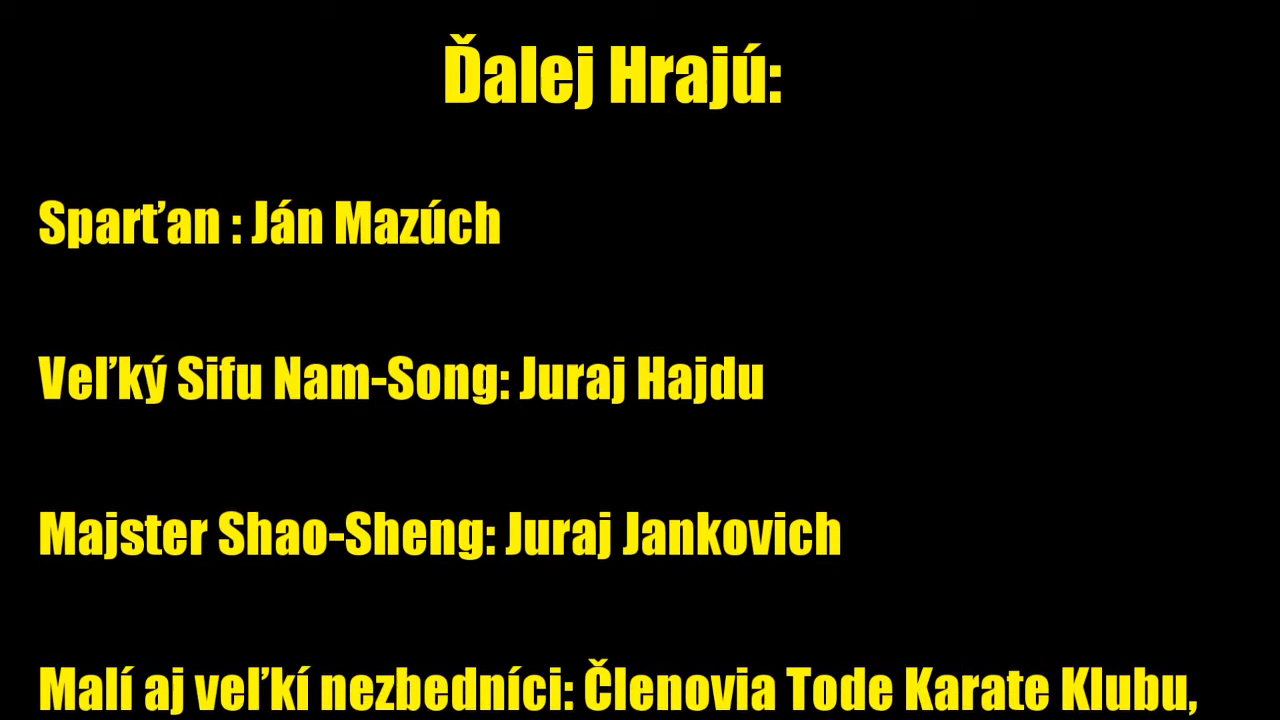 Ďalej Hrajú:
Sparťan : Ján Mazúch
Veľký Sifu Nam-Song: Juraj Hajdu
Majster Shao-Sheng: Juraj Jankovich
Malí aj veľkí nezbedníci: Členovia Tode Karate Klubu,